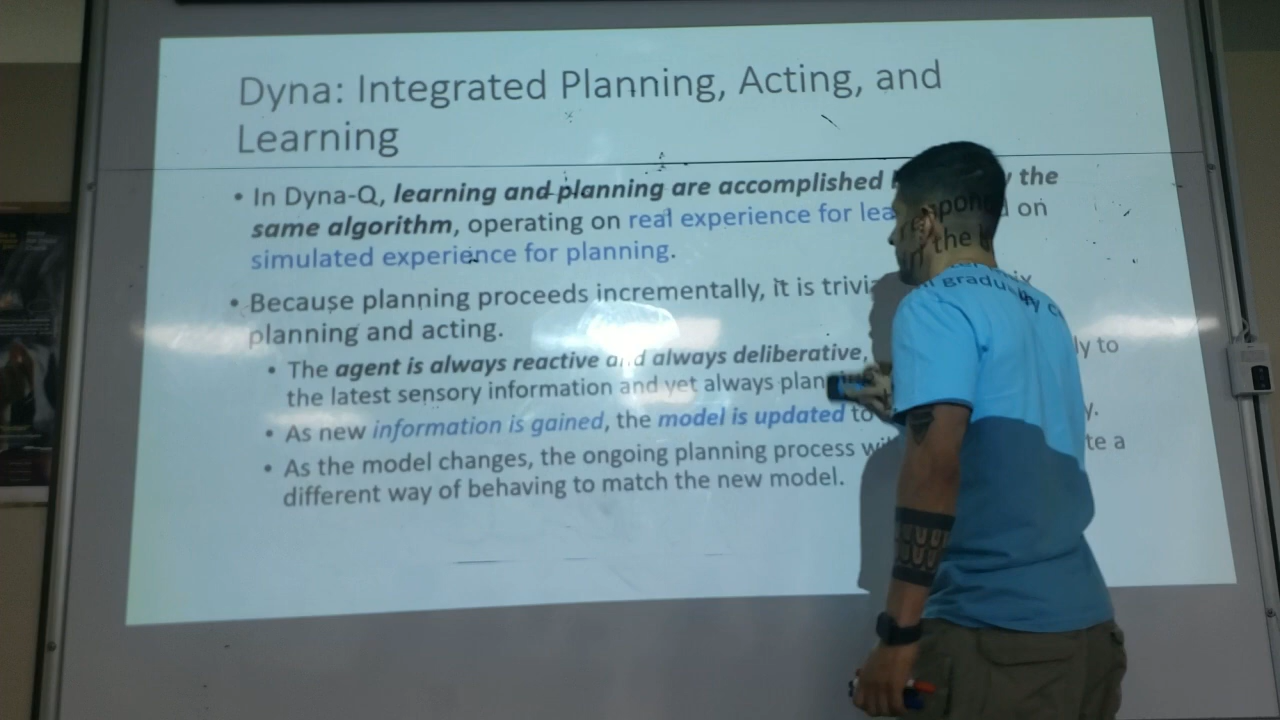 Dyna: Integrated Planning, Acting, and
Learning
• In Dyna-Q, learning and planning are accomplished the
same algorithm, operating on real experience for on
simulated experience for planning.
• Because planning proceeds incrementally, it is
planning and acting.
• The agent is always reactive and always deliberative, to
the latest sensory information and yet always
• As new information is gained, the model is updated to
• As the model changes, the ongoing planning process a
different way of behaving to match the new model.